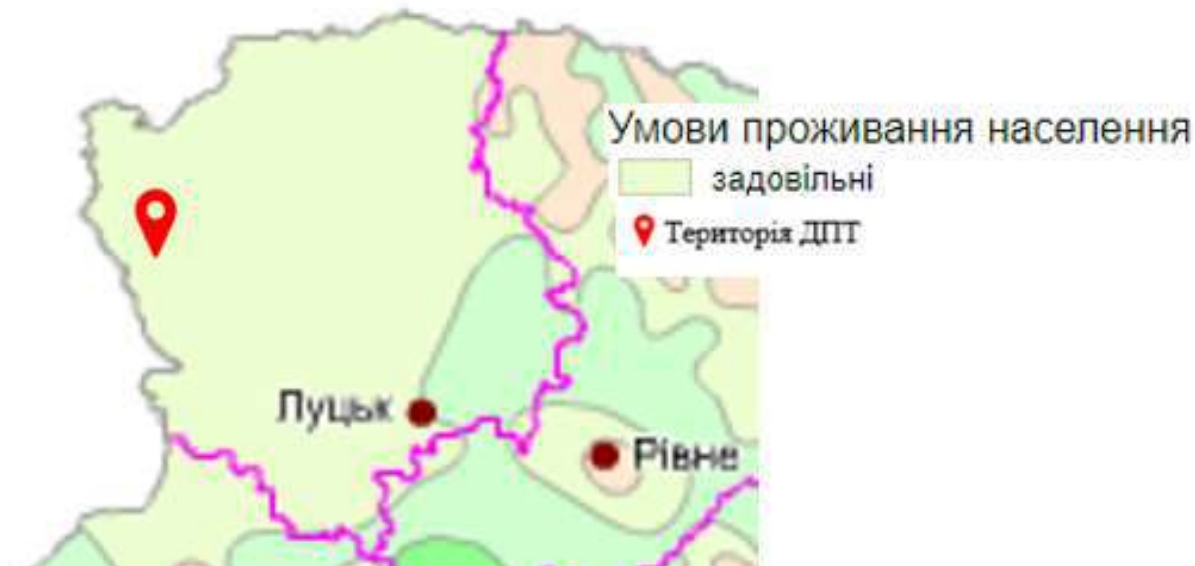 Умови проживання населення
задовільні
Територія ДПТ
Луцьк
Рівне